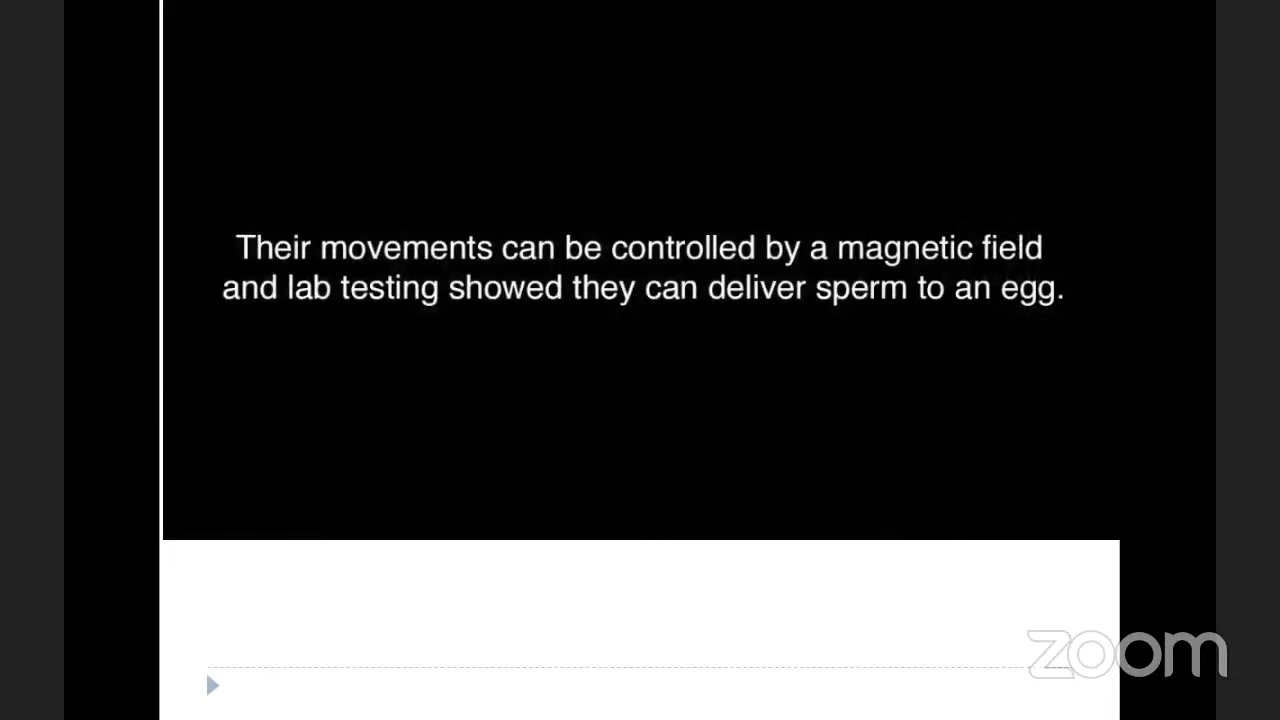 Their movements can be controlled by a magnetic field
and lab testing showed they can deliver sperm to an egg.
zoom